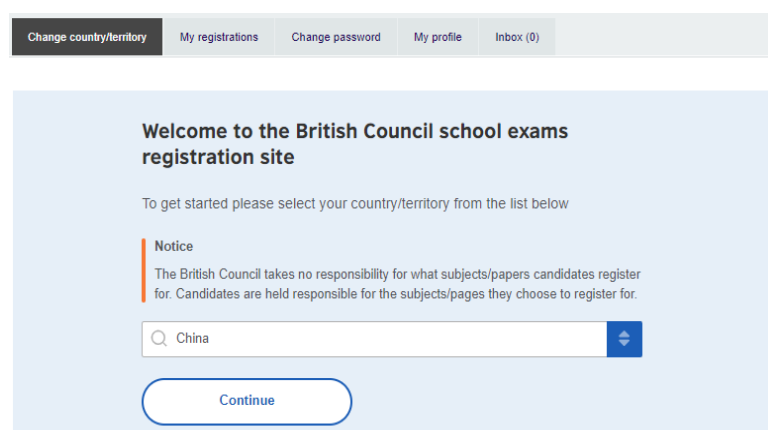 Change country/territory My registrations Change password My profile Inbox (0)
Welcome to the British Council school exams
registration site
To get started please select your country/territory from the list below
Notice
The British Council takes no responsibility for what subjects/papers candidates register
for. Candidates are held responsible for the subjects/pages they choose to register for.
China
Continue